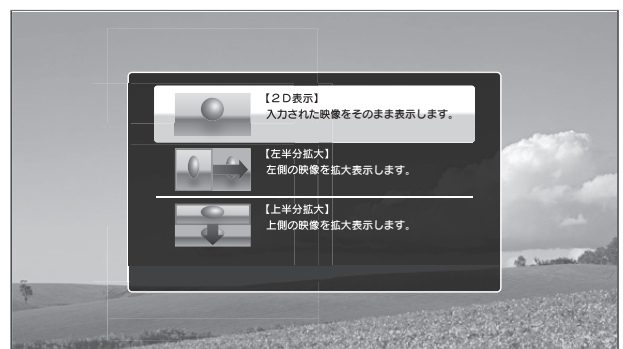 【２Ｄ表示】
入力された映像をそのまま表示します。
【左半分拡大】
左側の映像を拡大表示します。
【上半分拡大】
上側の映像を拡大表示します。